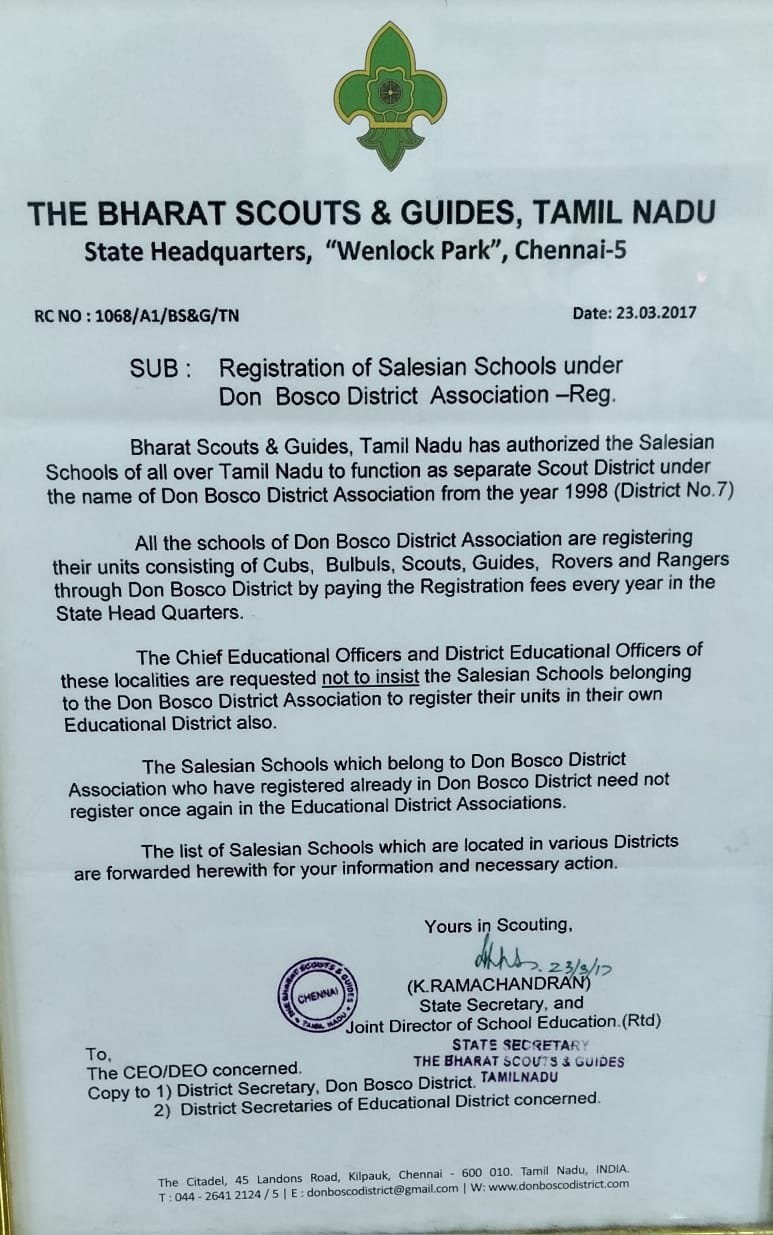 THE BHARAT SCOUTS & GUIDES, TAMIL NADU
State Headquarters, “Wenlock Park”, Chennai-5
RC NO : 1068/A1/BS&G/TN
Date: 23.03.2017
SUB : Registration of Salesian Schools under
Don Bosco District Association –Reg.
Bharat Scouts & Guides, Tamil Nadu has authorized the Salesian
Schools of all over Tamil Nadu to function as separate Scout District under
the name of Don Bosco District Association from the year 1998 (District No.7)
All the schools of Don Bosco District Association are registering
their units consisting of Cubs, Bulbuls, Scouts, Guides, Rovers and Rangers
through Don Bosco District by paying the Registration fees every year in the
State Head Quarters.
The Chief Educational Officers and District Educational Officers of
these localities are requested not to insist the Salesian Schools belonging
to the Don Bosco District Association to register their units in their own
Educational District also.
The Salesian Schools which belong to Don Bosco District
Association who have registered already in Don Bosco District need not
register once again in the Educational District Associations.
The list of Salesian Schools which are located in various Districts
are forwarded herewith for your information and necessary action.
Yours in Scouting,
23/3/17
(K.RAMACHANDRAN)
State Secretary, and
Joint Director of School Education.(Rtd)
THE BHARAT SCOUTS & GUIDES
CHENNAI
TAMIL NADU
STATE SECRETARY
THE BHARAT SCOUTS & GUIDES
TAMILNADU
To,
The CEO/DEO concerned.
Copy to 1) District Secretary, Don Bosco District.
2) District Secretaries of Educational District concerned.
The Citadel, 45 Landons Road, Kilpauk, Chennai - 600 010. Tamil Nadu, INDIA.
T : 044 - 2641 2124 / 5 | E : donboscodistrict@gmail.com | W: www.donboscodistrict.com